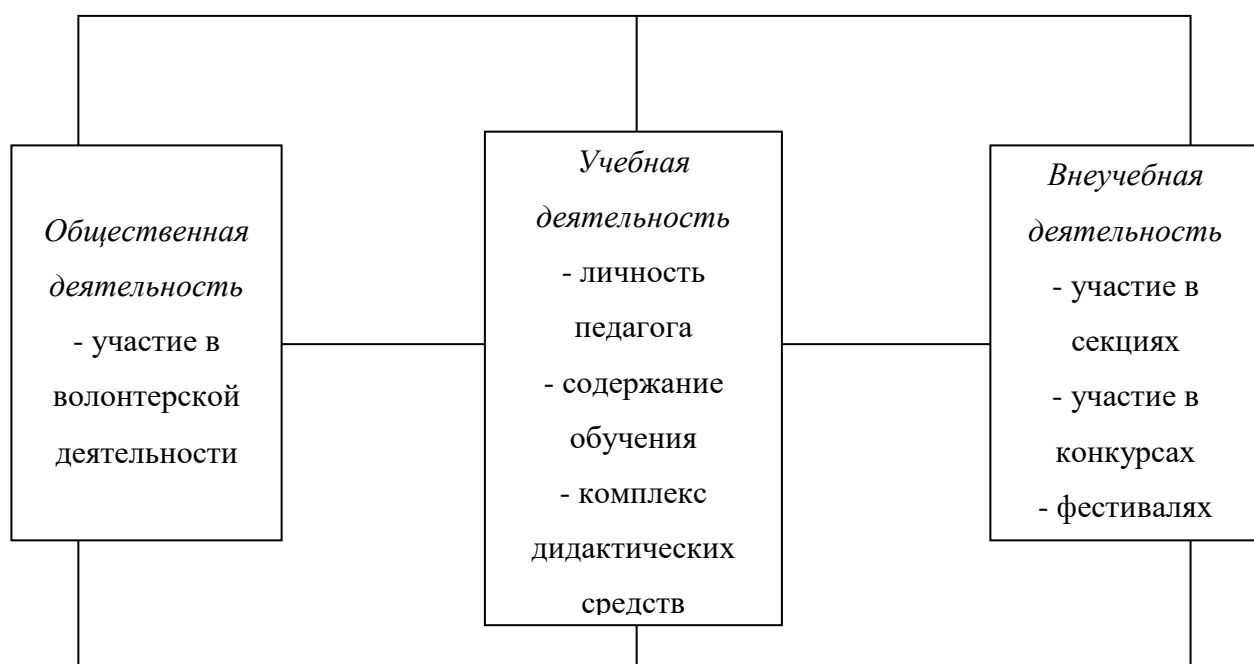 Общественная
деятельность
- участие в
волонтерской
деятельности
Учебная
деятельность
- личность
педагога
- содержание
обучения
- комплекс
дидактических
средств
Внеучебная
деятельность
- участие в
секциях
- участие в
конкурсах
- фестивалях